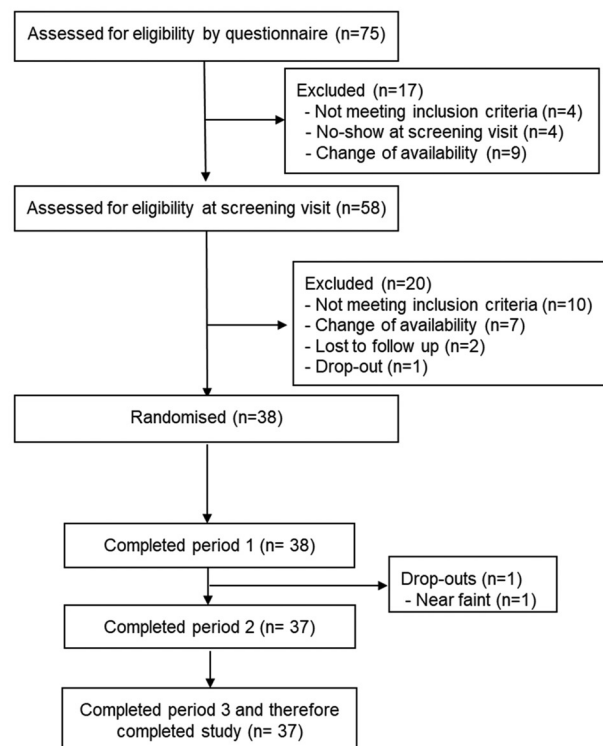 Assessed for eligibility by questionnaire (n=75)
Excluded (n=17)
- Not meeting inclusion criteria (n=4)
- No-show at screening visit (n=4)
- Change of availability (n=9)
Assessed for eligibility at screening visit (n=58)
Excluded (n=20)
- Not meeting inclusion criteria (n=10)
- Change of availability (n=7)
- Lost to follow up (n=2)
- Drop-out (n=1)
Randomised (n=38)
Completed period 1 (n= 38)
Drop-outs (n=1)
- Near faint (n=1)
Completed period 2 (n= 37)
Completed period 3 and therefore
completed study (n= 37)